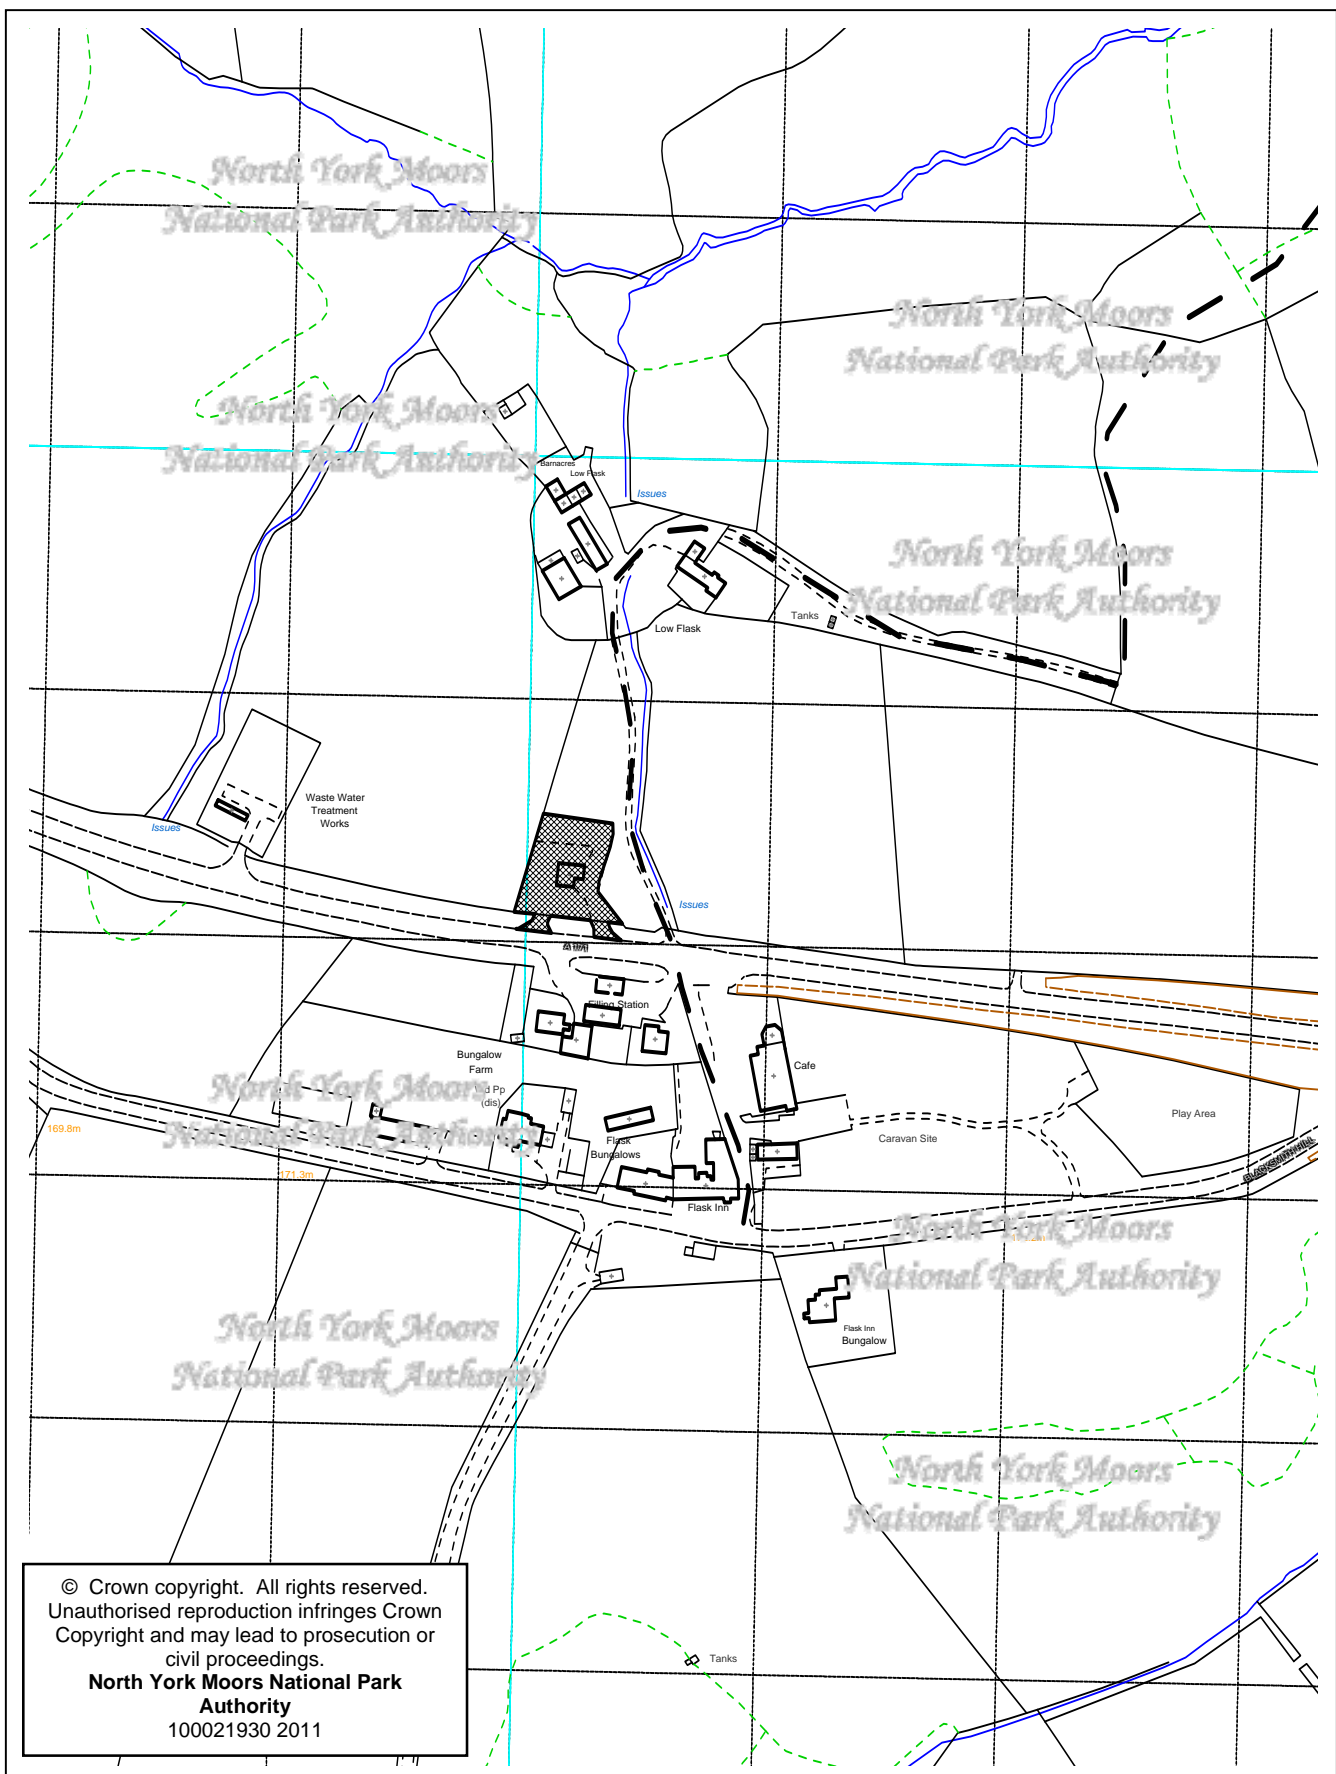 North York Moors
National Park Authority
North York Moors
National Park Authority
North York Moors
National Park Authority
Barnacres
Low Flask
Issues
North York Moors
National Park Authority
Tanks
Low Flask
Waste Water
Treatment
Works
Issues
Issues
A 171
Filling Station
Bungalow
Farm
Cafe
North York Moors
National Park Authority
Pp
(dis)
Play Area
169.8m
Flask
Bungalows
Caravan Site
BLACKSMITH HILL
171.3m
Flask Inn
North York Moors
National Park Authority
Flask Inn
Bungalow
North York Moors
National Park Authority
North York Moors
National Park Authority
© Crown copyright. All rights reserved.
Unauthorised reproduction infringes Crown
Copyright and may lead to prosecution or
civil proceedings.
North York Moors National Park
Authority
100021930 2011
Tanks